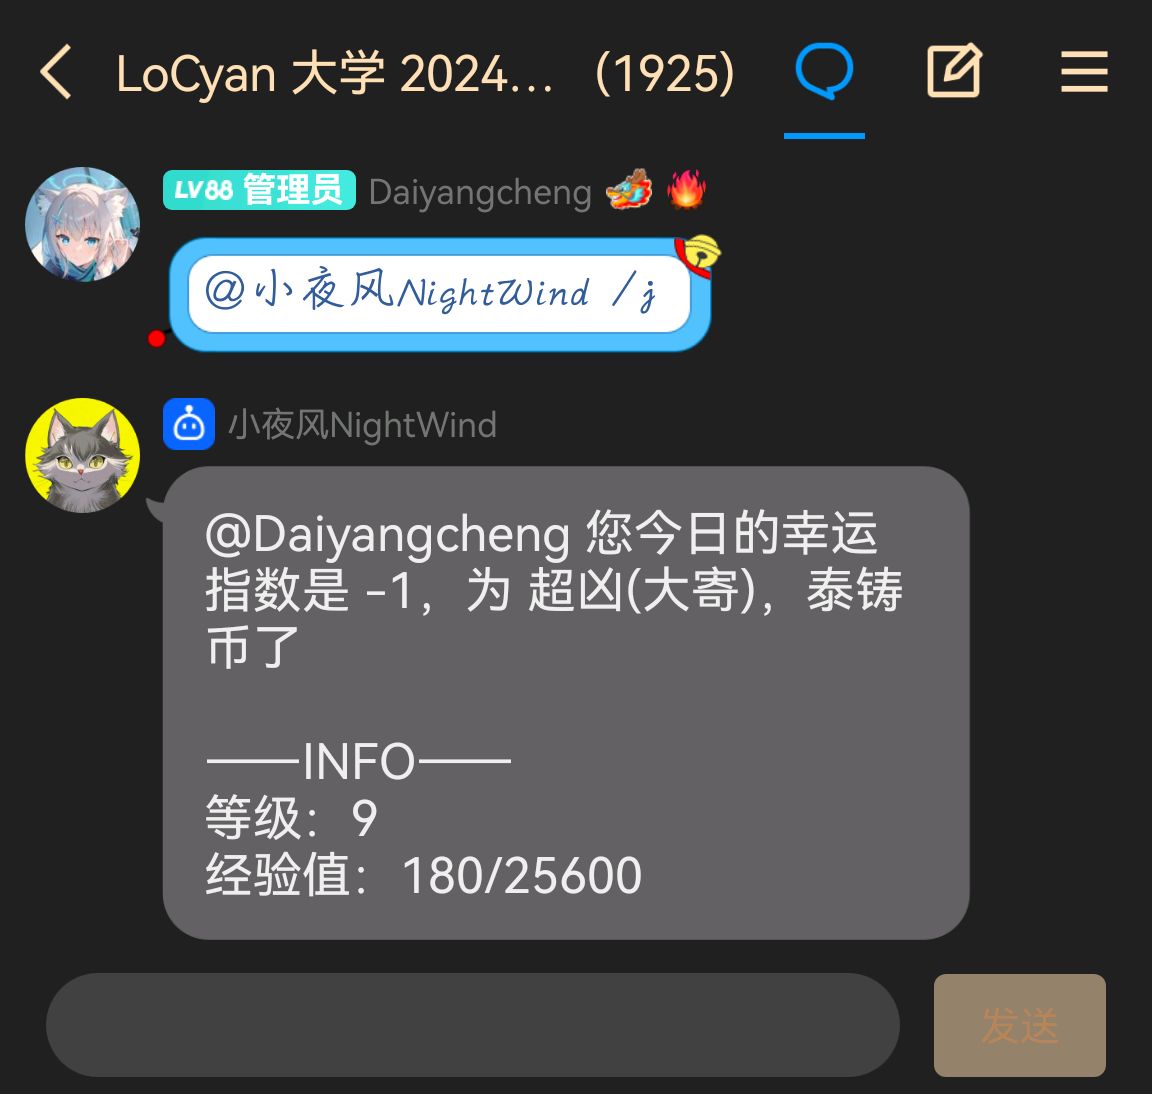 LoCyan 大学 2024... (1925)
LV88 管理员 Daiyangcheng
@小夜风NightWind /j
小夜风NightWind
@Daiyangcheng 您今日的幸运
指数是 -1，为 超凶(大寄)，泰铸
币了
——INFO——
等级：9
经验值：180/25600
发送